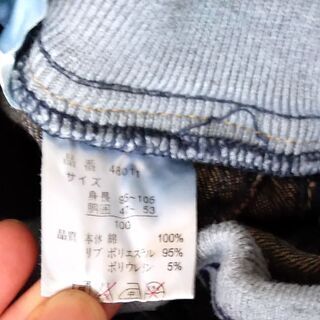 品番 48011
サイズ
身長 95~105
胴囲 47~53
100
品質 本体 綿 100%
リブ ポリエステル 95%
ポリウレタン 5%